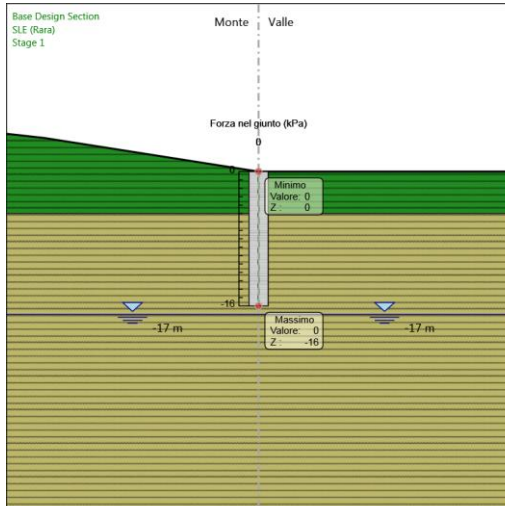 Base Design Section
SLE (Rara)
Stage 1
Monte
Valle
Forza nel giunto (kPa)
0
0
Minimo
Valore: 0
Z : 0
-16
-17 m
-17 m
Massimo
Valore: 0
Z : -16